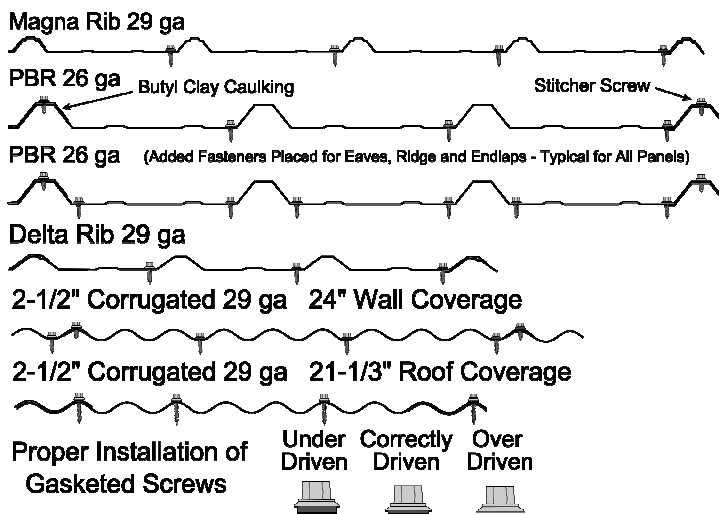 Magna Rib 29 ga
PBR 26 ga
Butyl Clay Caulking
Stitcher Screw
PBR 26 ga (Added Fasteners Placed for Eaves, Ridge and Endlaps - Typical for All Panels)
Delta Rib 29 ga
2-1/2" Corrugated 29 ga 24" Wall Coverage
2-1/2" Corrugated 29 ga 21-1/3" Roof Coverage
Proper Installation of
Gasketed Screws
Under
Driven
Correctly
Driven
Over
Driven